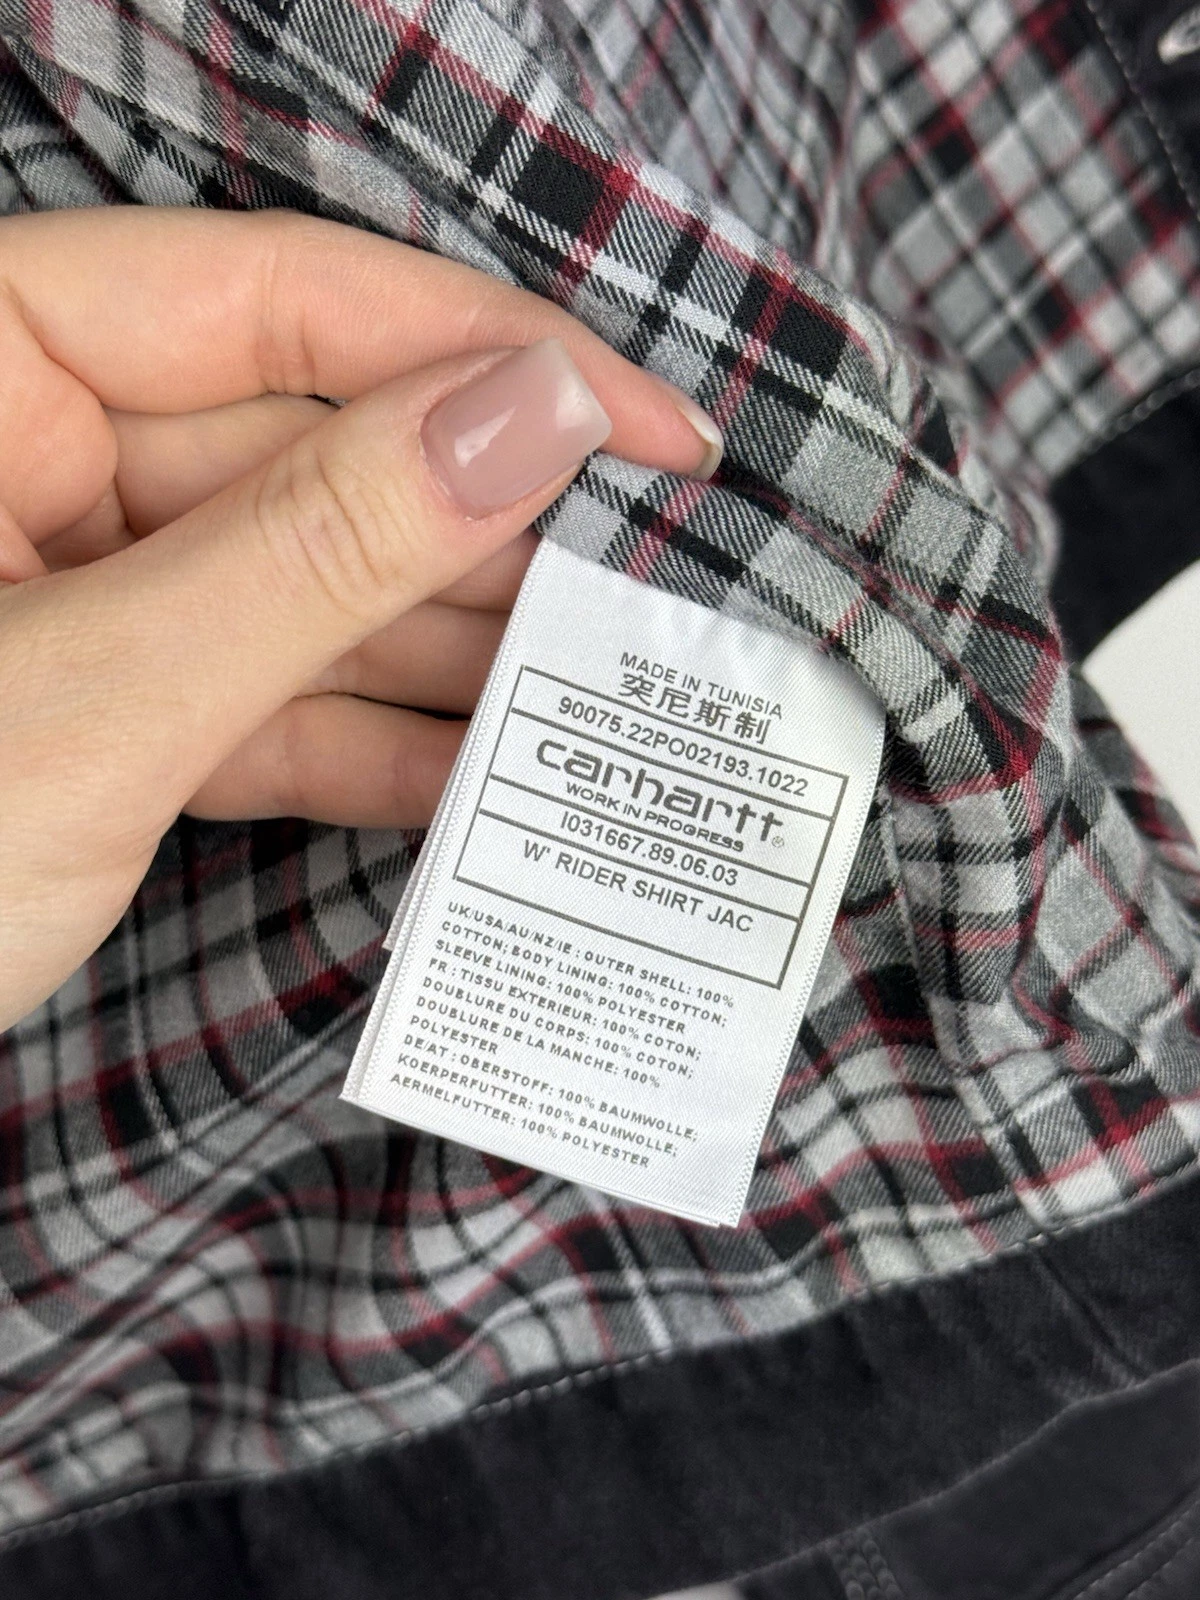 MADE IN TUNISIA
突尼斯制
90075.22PO02193.1022
carhartt®
WORK IN PROGRESS
I031667.89.06.03
W' RIDER SHIRT JAC
UK/USA/AU/NZ/IE : OUTER SHELL: 100%
COTTON; BODY LINING: 100% COTTON;
SLEEVE LINING: 100% POLYESTER
FR : TISSU EXTERIEUR: 100% COTON;
DOUBLURE DU CORPS: 100% COTON;
DOUBLURE DE LA MANCHE: 100%
POLYESTER
DE/AT : OBERSTOFF: 100% BAUMWOLLE;
KOERPERFUTTER: 100% BAUMWOLLE;
AERMELFUTTER: 100% POLYESTER